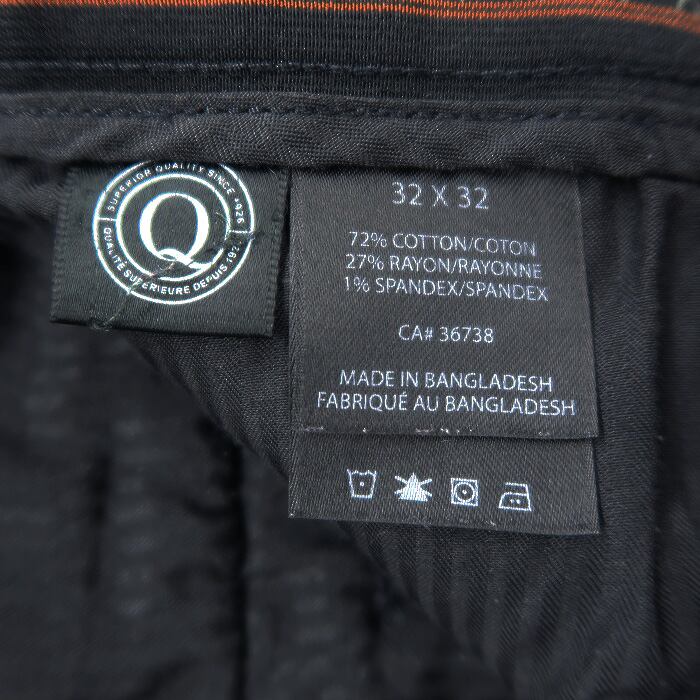 SUPERIOR QUALITY SINCE 1926
Q
QUALITÉ SUPÉRIEURE DEPUIS 1926
32 X 32
72% COTTON/COTON
27% RAYON/RAYONNE
1% SPANDEX/SPANDEX
CA# 36738
MADE IN BANGLADESH
FABRIQUÉ AU BANGLADESH